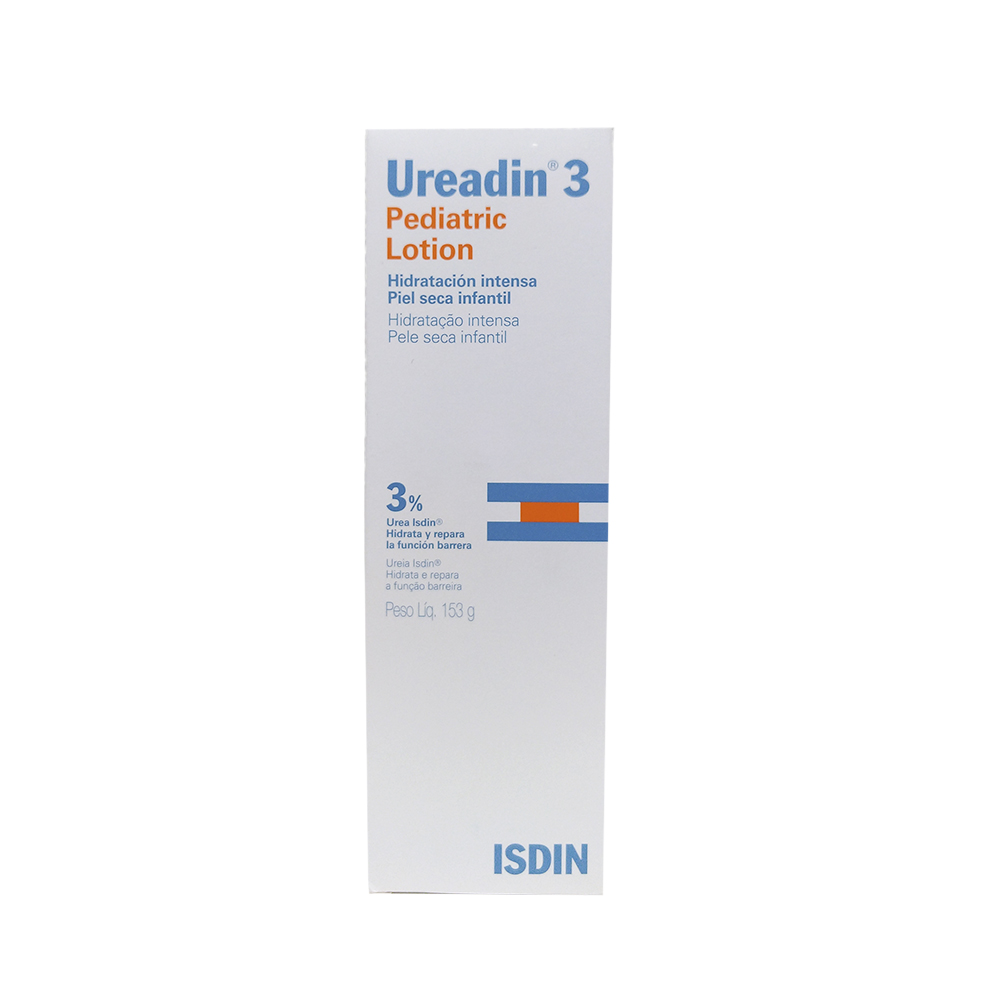 Ureadin® 3
Pediatric
Lotion
Hidratación intensa
Piel seca infantil
Hidratação intensa
Pele seca infantil
3%
Urea Isdin®
Hidrata y repara
la función barrera
Ureia Isdin®
Hidrata e repara
a função barreira
Peso Líq. 153 g
ISDIN